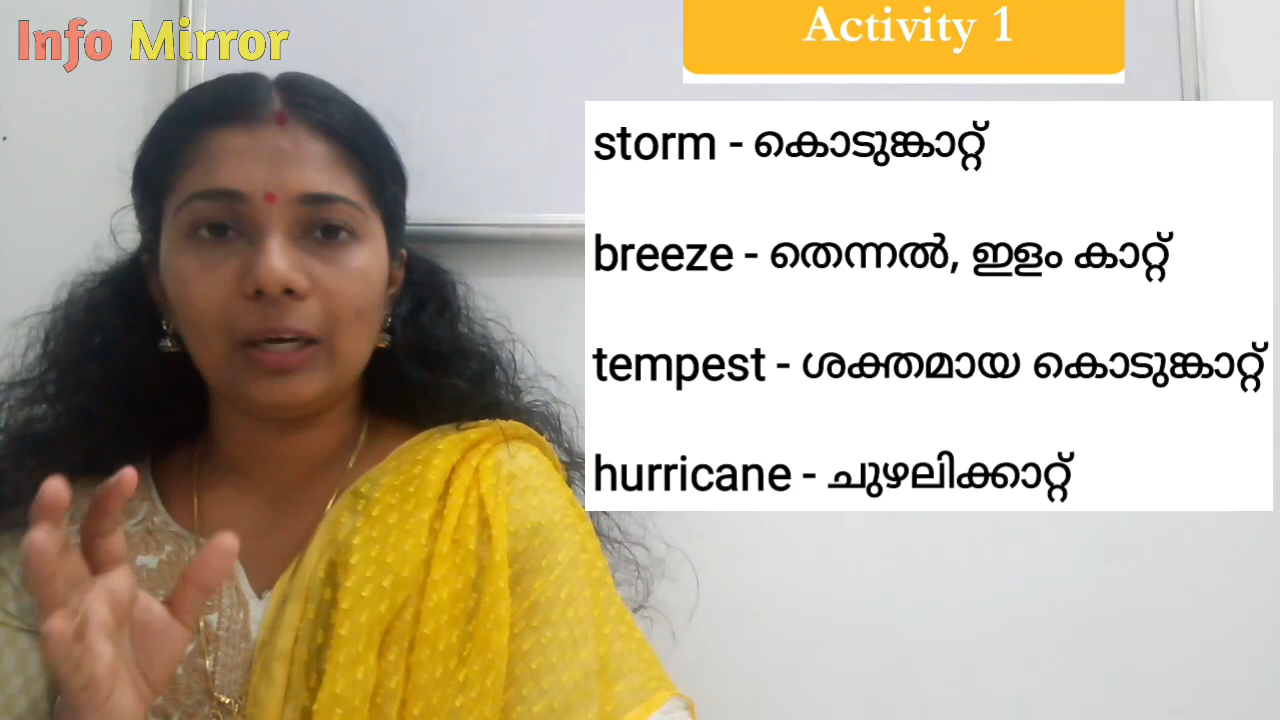 Info Mirror
Activity 1
storm - കൊടുങ്കാറ്റ്
breeze - തെന്നൽ, ഇളം കാറ്റ്
tempest - ശക്തമായ കൊടുങ്കാറ്റ്
hurricane - ചുഴലിക്കാറ്റ്